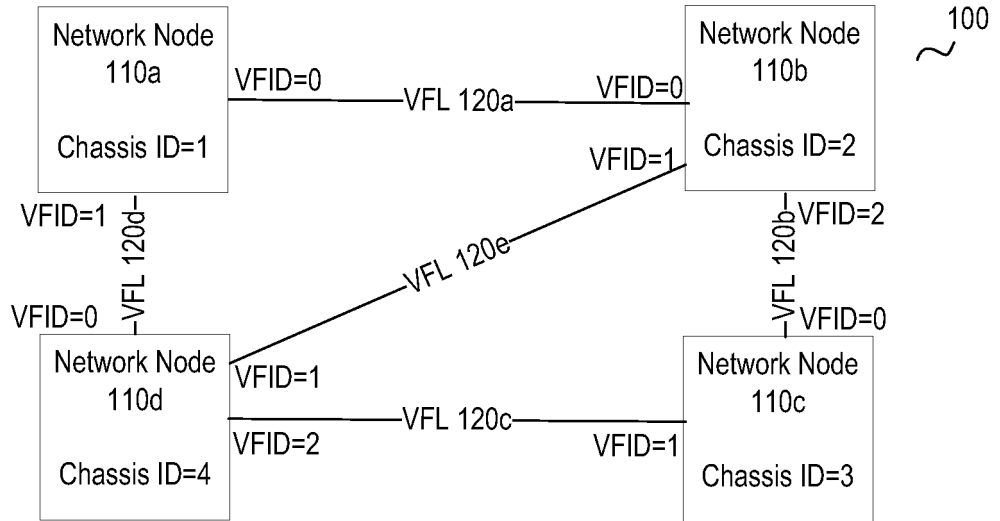 100
Network Node
110a
Chassis ID=1
VFID=0
VFL 120a
VFID=0
Network Node
110b
Chassis ID=2
VFID=1
VFID=1
VFL 120d
VFID=0
VFL 120e
VFID=2
VFL 120b
VFID=0
Network Node
110d
Chassis ID=4
VFID=1
VFL 120c
VFID=2
VFID=1
Network Node
110c
Chassis ID=3